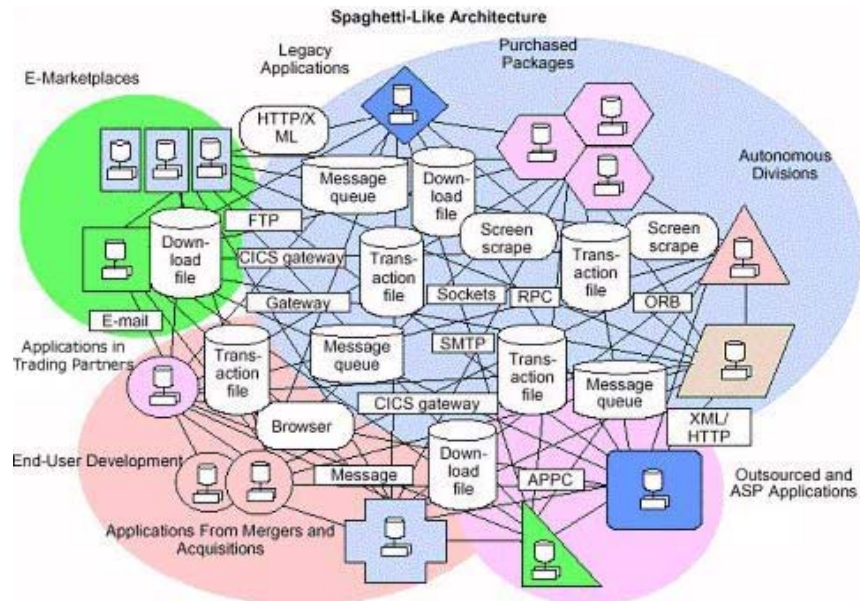 Spaghetti-Like Architecture
Legacy
Applications
Purchased
Packages
E-Marketplaces
HTTP/X
ML
Autonomous
Divisions
Message
queue
Down-
load
file
FTP
Screen
scrape
Screen
scrape
Down-
load
file
CICS gateway
Trans-
action
file
Trans-
action
file
Gateway
Sockets
RPC
ORB
E-mail
Applications in
Trading Partners
Trans-
action
file
Message
queue
SMTP
Trans-
action
file
Message
queue
CICS gateway
Browser
XML/
HTTP
End-User Development
Message
Down-
load
file
APPC
Outsourced and
ASP Applications
Applications From Mergers and
Acquisitions